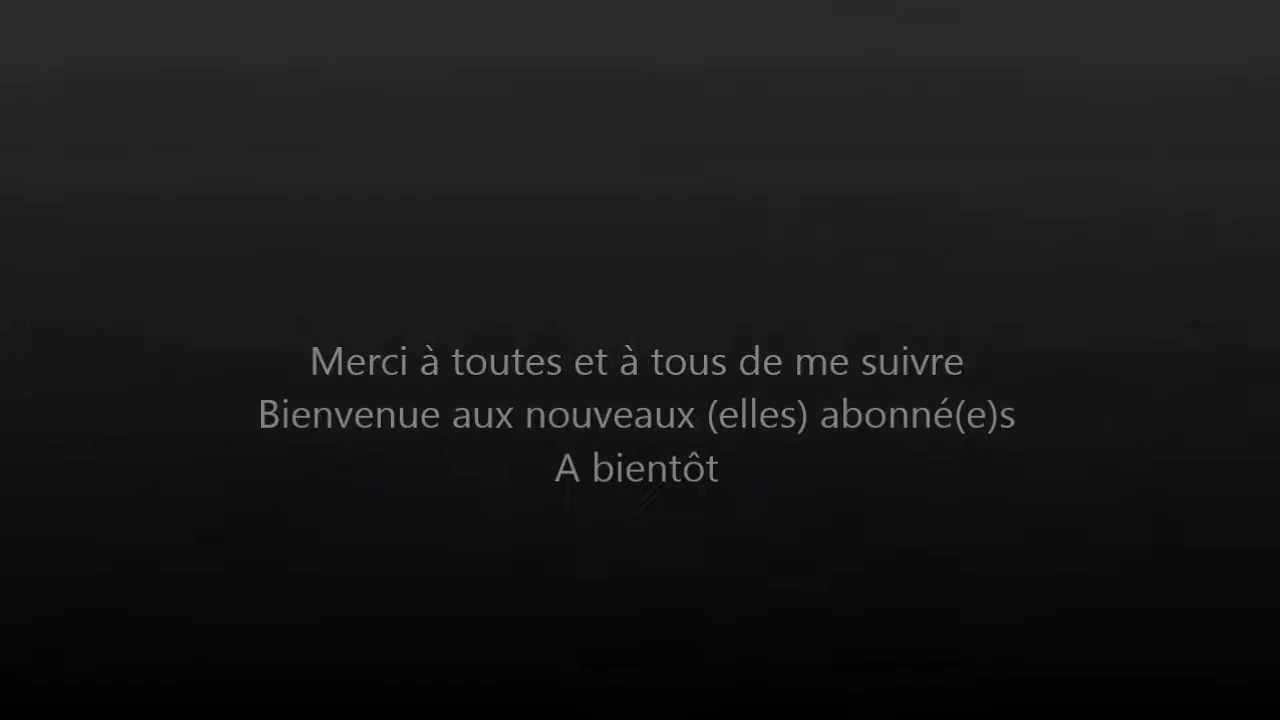 Merci à toutes et à tous de me suivre
Bienvenue aux nouveaux (elles) abonné(e)s
A bientôt